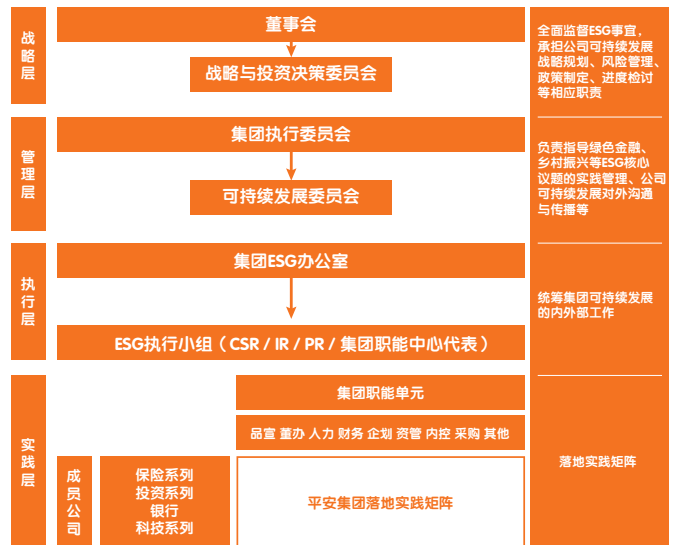 战略层
董事会
战略与投资决策委员会
全面监督ESG事宜，
承担公司可持续发展
战略规划、风险管理、
政策制定、进度检讨
等相应职责
管理层
集团执行委员会
可持续发展委员会
负责指导绿色金融、
乡村振兴等ESG核心
议题的实践管理、公司
可持续发展对外沟通
与传播等
执行层
集团ESG办公室
ESG执行小组（CSR / IR / PR / 集团职能中心代表）
统筹集团可持续发展
的内外部工作
实践层
集团职能单元
品宣 董办 人力 财务 企划 资管 内控 采购 其他
成员公司
保险系列
投资系列
银行
科技系列
平安集团落地实践矩阵
落地实践矩阵